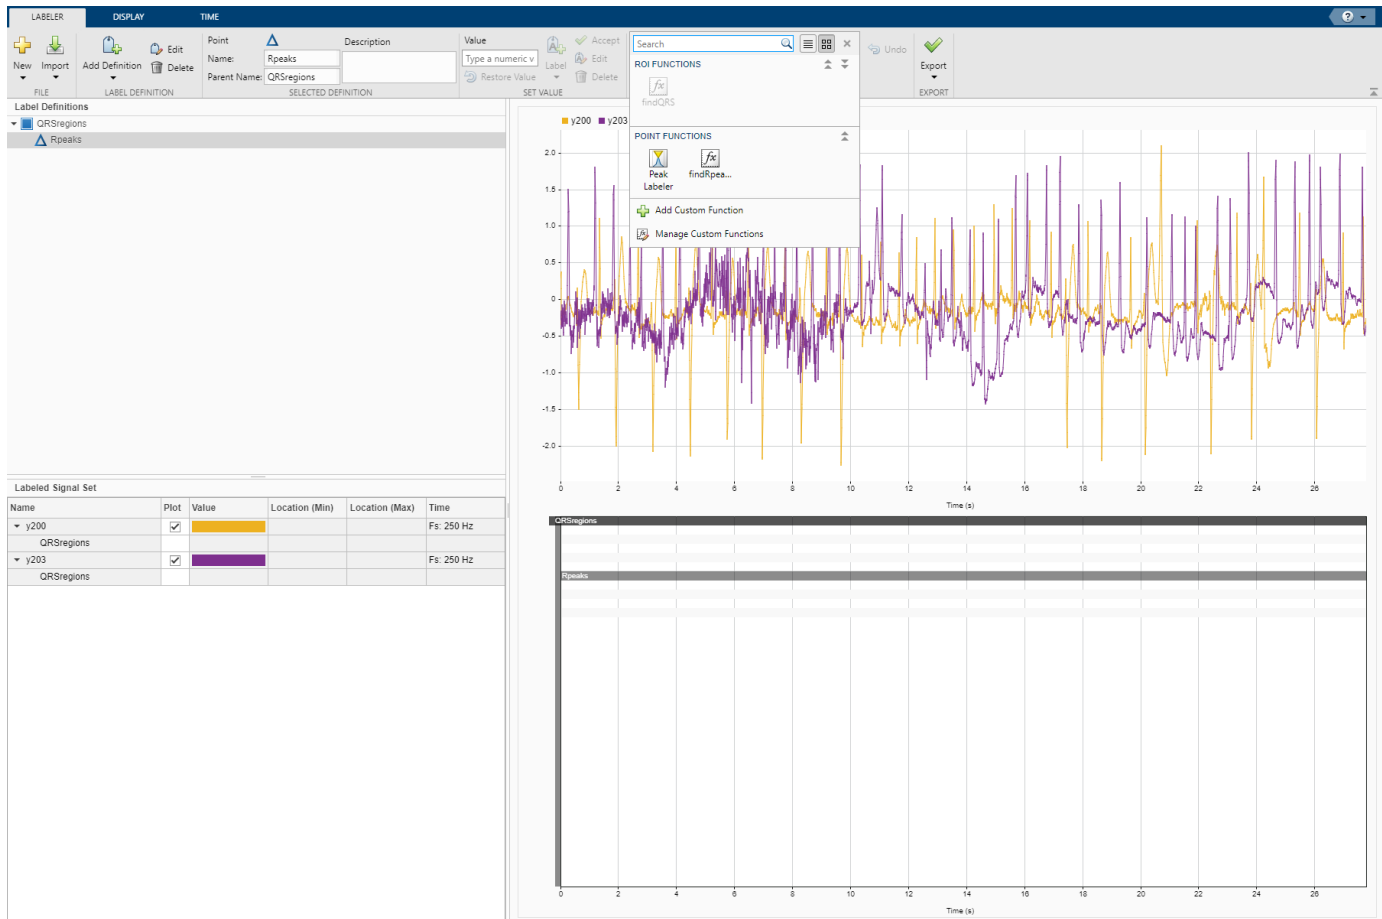 LABELER DISPLAY TIME
?
New Import
FILE
Add Definition Edit Delete
LABEL DEFINITION
Point Description
Name: Rpeaks
Parent Name: QRSregions
SELECTED DEFINITION
Value
Type a numeric v
Restore Value
Label Accept Edit Delete
SET VALUE
Search
ROI FUNCTIONS
fx
findQRS
POINT FUNCTIONS
fx
Peak Labeler findRpea...
Add Custom Function
Manage Custom Functions
Undo
Export
EXPORT
Label Definitions
QRSregions
Rpeaks
Labeled Signal Set
Name Plot Value Location (Min) Location (Max) Time
y200 Fs: 250 Hz
QRSregions
y203 Fs: 250 Hz
QRSregions
y200 y203
2.0
1.5
1.0
0.5
0
-0.5
-1.0
-1.5
-2.0
0 2 4 6 8 10 12 14 16 18 20 22 24 26
Time (s)
QRSregions
Rpeaks
0 2 4 6 8 10 12 14 16 18 20 22 24 26
Time (s)